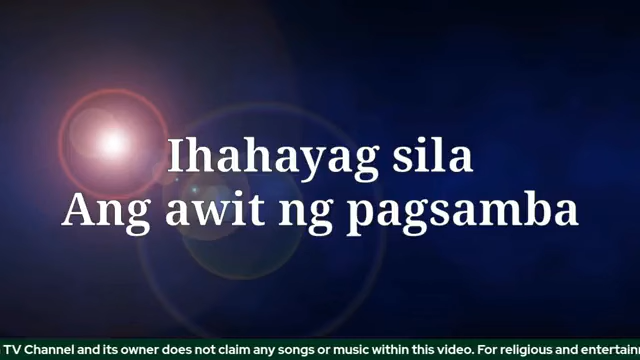 Ihahayag sila
Ang awit ng pagsamba
TV Channel and its owner does not claim any songs or music within this video. For religious and